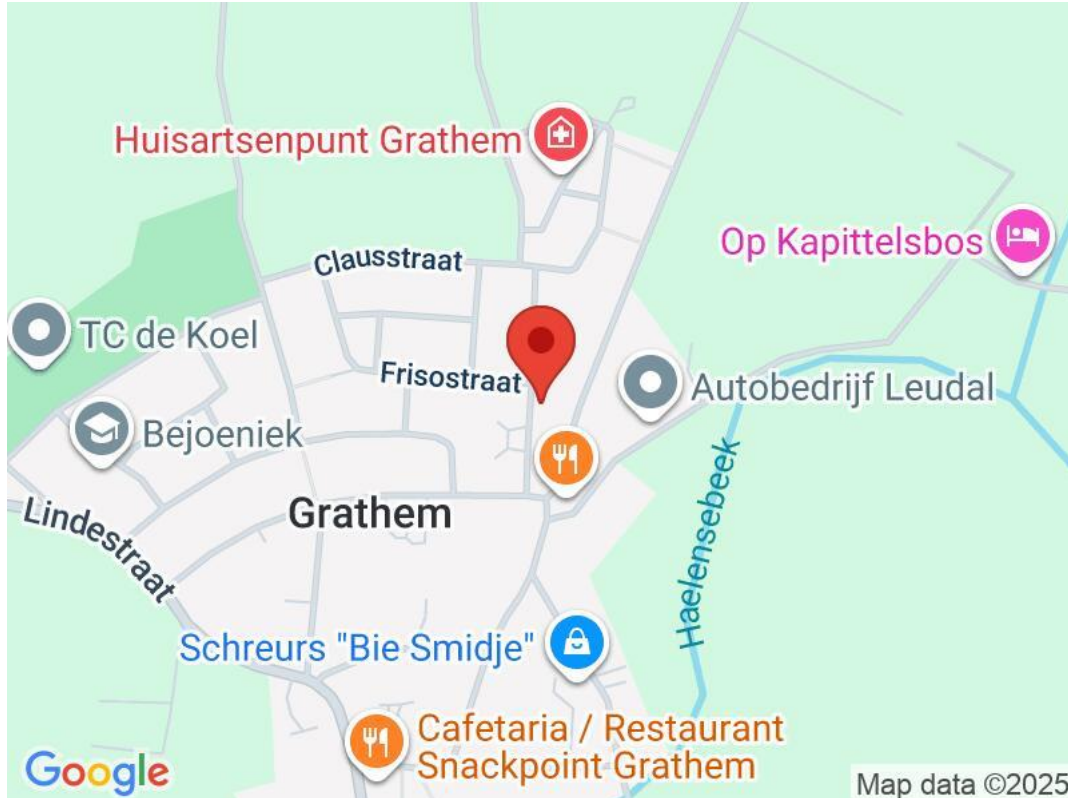 Huisartsenpunt Grathem
Op Kapittelsbos
Clausstraat
TC de Koel
Frisostraat
Autobedrijf Leudal
Bejoeniek
Grathem
Lindestraat
Haelensebeek
Schreurs "Bie Smidje"
Cafetaria / Restaurant
Snackpoint Grathem
Google
Map data ©2025